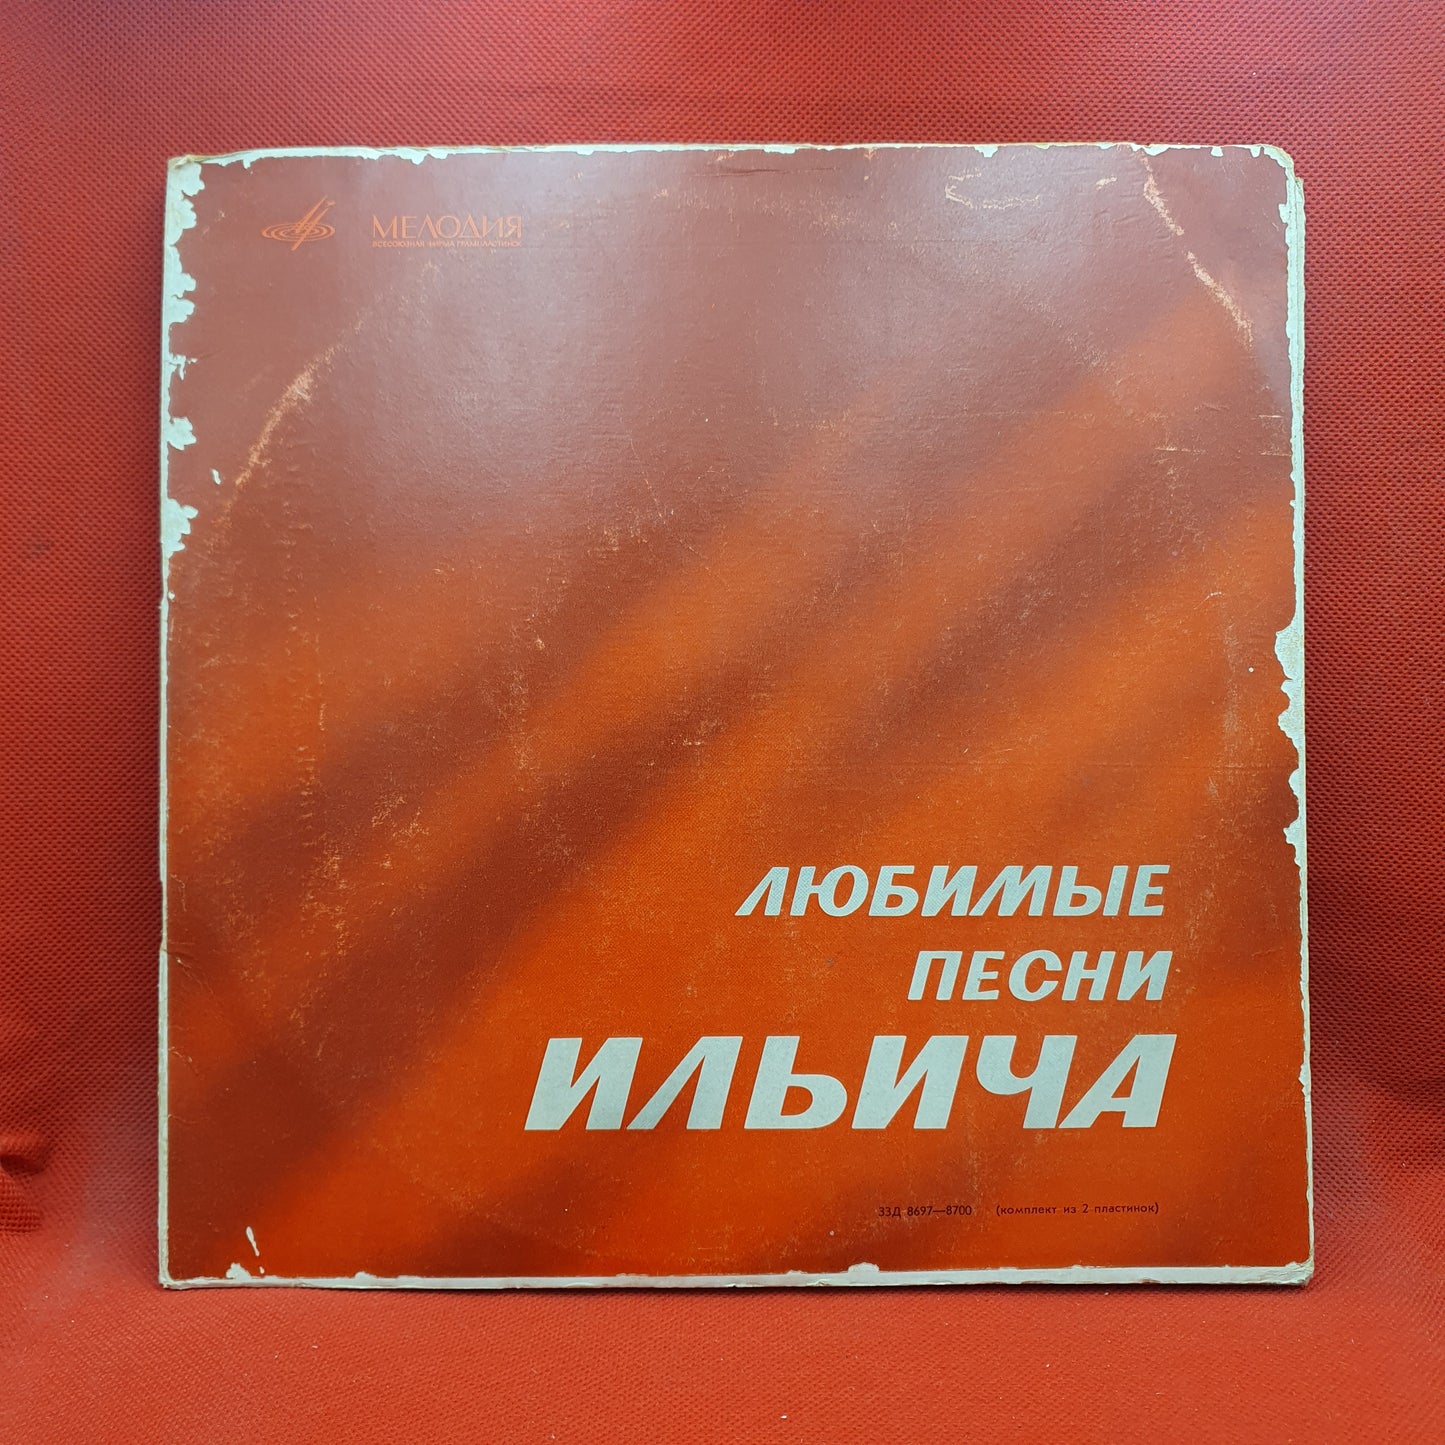 МЕЛОДИЯ
ВСЕСОЮЗНАЯ ФИРМА ГРАМПЛАСТИНОК
ЛЮБИМЫЕ
ПЕСНИ
ИЛЬИЧА
33Д 8697—8700 (комплект из 2 пластинок)